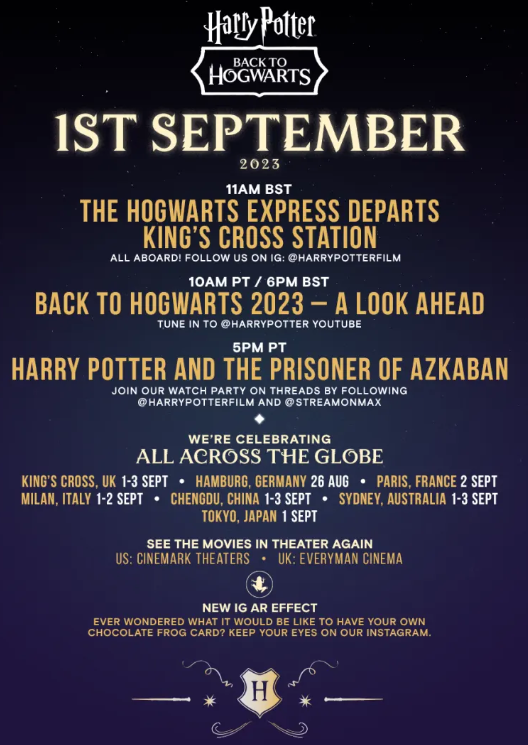 Harry Potter
BACK TO
HOGWARTS
1ST SEPTEMBER
2023
11AM BST
THE HOGWARTS EXPRESS DEPARTS
KING'S CROSS STATION
ALL ABOARD! FOLLOW US ON IG: @HARRYPOTTERFILM
10AM PT / 6PM BST
BACK TO HOGWARTS 2023 – A LOOK AHEAD
TUNE IN TO @HARRYPOTTER YOUTUBE
5PM PT
HARRY POTTER AND THE PRISONER OF AZKABAN
JOIN OUR WATCH PARTY ON THREADS BY FOLLOWING
@HARRYPOTTERFILM AND @STREAMONMAX
WE'RE CELEBRATING
ALL ACROSS THE GLOBE
KING'S CROSS, UK 1-3 SEPT • HAMBURG, GERMANY 26 AUG • PARIS, FRANCE 2 SEPT
MILAN, ITALY 1-2 SEPT • CHENGDU, CHINA 1-3 SEPT • SYDNEY, AUSTRALIA 1-3 SEPT
TOKYO, JAPAN 1 SEPT
SEE THE MOVIES IN THEATER AGAIN
US: CINEMARK THEATERS • UK: EVERYMAN CINEMA
NEW IG AR EFFECT
EVER WONDERED WHAT IT WOULD BE LIKE TO HAVE YOUR OWN
CHOCOLATE FROG CARD? KEEP YOUR EYES ON OUR INSTAGRAM.
H